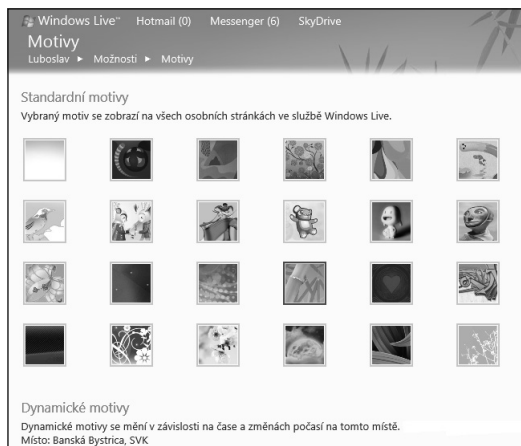 Windows Live™ Hotmail (0) Messenger (6) SkyDrive
Motivy
Luboslav ► Možnosti ► Motivy
Standardní motivy
Vybraný motiv se zobrazí na všech osobních stránkách ve službě Windows Live.
Dynamické motivy
Dynamické motivy se mění v závislosti na čase a změnách počasí na tomto místě.
Místo: Banská Bystrica, SVK